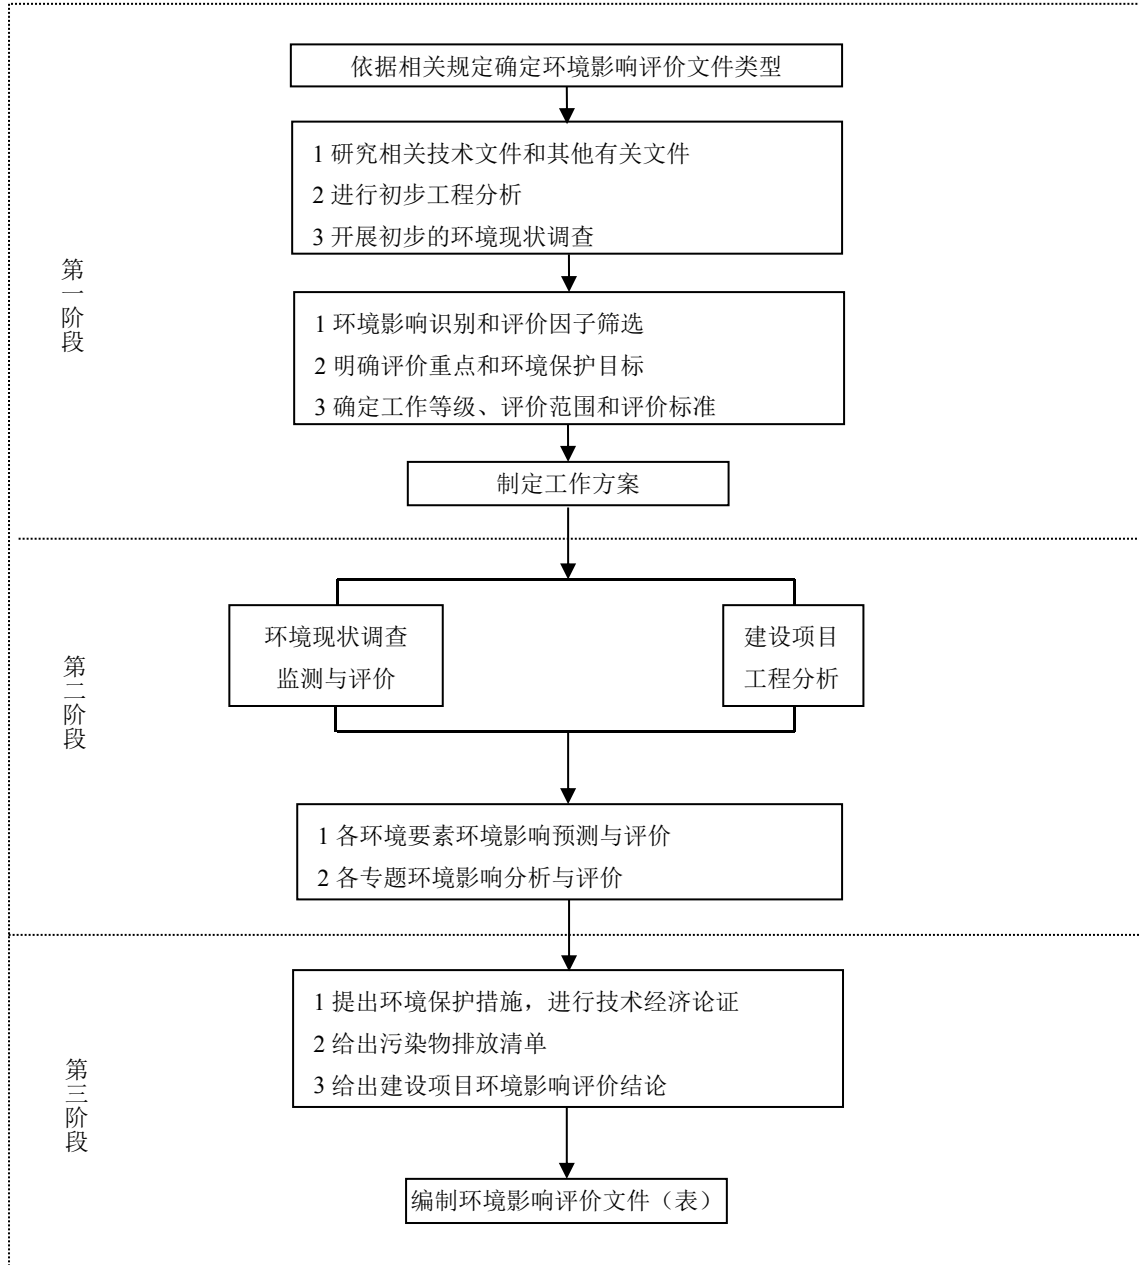 依据相关规定确定环境影响评价文件类型
1 研究相关技术文件和其他有关文件
2 进行初步工程分析
3 开展初步的环境现状调查
第一阶段
1 环境影响识别和评价因子筛选
2 明确评价重点和环境保护目标
3 确定工作等级、评价范围和评价标准
制定工作方案
第二阶段
环境现状调查
监测与评价
建设项目
工程分析
1 各环境要素环境影响预测与评价
2 各专题环境影响分析与评价
第三阶段
1 提出环境保护措施，进行技术经济论证
2 给出污染物排放清单
3 给出建设项目环境影响评价结论
编制环境影响评价文件（表）